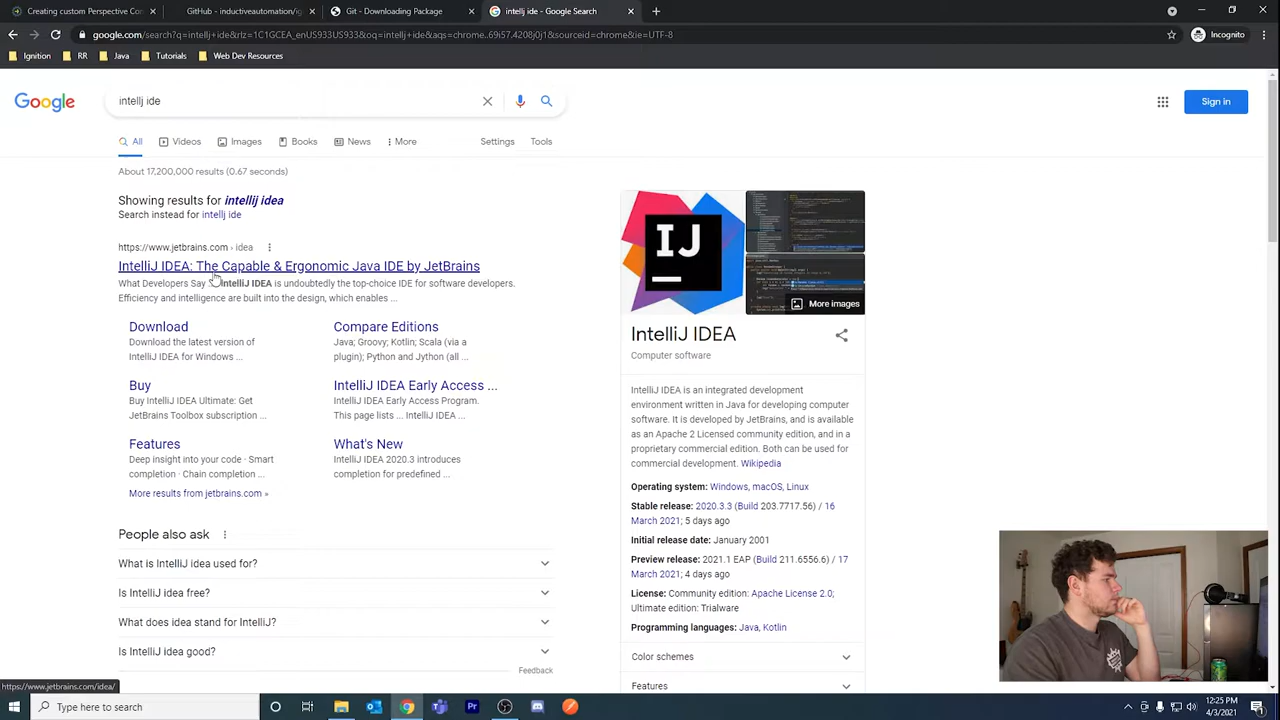 Creating custom Perspective Co
GitHub - inductiveautomation/ig
Git - Downloading Package
intellj ide - Google Search
google.com/search?q=intellj+ide&rlz=1C1GCEA_enUS933US933&oq=intellj+ide&aqs=chrome..69i57.4208j0j1&sourceid=chrome&ie=UTF-8
Incognito
Ignition
RR
Java
Tutorials
Web Dev Resources
Google
intellj ide
Sign in
All
Videos
Images
Books
News
More
Settings
Tools
About 17,200,000 results (0.67 seconds)
Showing results for intellij idea
Search instead for intellj ide
https://www.jetbrains.com › idea
IntelliJ IDEA: The Capable & Ergonomic Java IDE by JetBrains
IntelliJ IDEA is IDE for software
Efficiency and intelligence are built into the design, which enables ...
Download
Download the latest version of
IntelliJ IDEA for Windows ...
Compare Editions
Java; Groovy; Kotlin; Scala (via a
plugin); Python and Jython (all ...
Buy
Buy IntelliJ IDEA Ultimate: Get
JetBrains Toolbox subscription ...
IntelliJ IDEA Early Access ...
IntelliJ IDEA Early Access Program.
This page lists ... IntelliJ IDEA ...
Features
Deep insight into your code · Smart
completion · Chain completion ...
What's New
IntelliJ IDEA 2020.3 introduces
completion for predefined ...
More results from jetbrains.com »
People also ask
What is IntelliJ idea used for?
Is IntelliJ idea free?
What does idea stand for IntelliJ?
Is IntelliJ idea good?
Feedback
IJ
More images
IntelliJ IDEA
Computer software
IntelliJ IDEA is an integrated development
environment written in Java for developing computer
software. It is developed by JetBrains, and is available
as an Apache 2 Licensed community edition, and in a
proprietary commercial edition. Both can be used for
commercial development. Wikipedia
Operating system: Windows, macOS, Linux
Stable release: 2020.3.3 (Build 203.7717.56) / 16
March 2021; 5 days ago
Initial release date: January 2001
Preview release: 2021.1 EAP (Build 211.6556.6) / 17
March 2021; 4 days ago
License: Community edition: Apache License 2.0;
Ultimate edition: Trialware
Programming languages: Java, Kotlin
Color schemes
Features
https://www.jetbrains.com/idea/
Type here to search
12:25 PM
4/3/2021